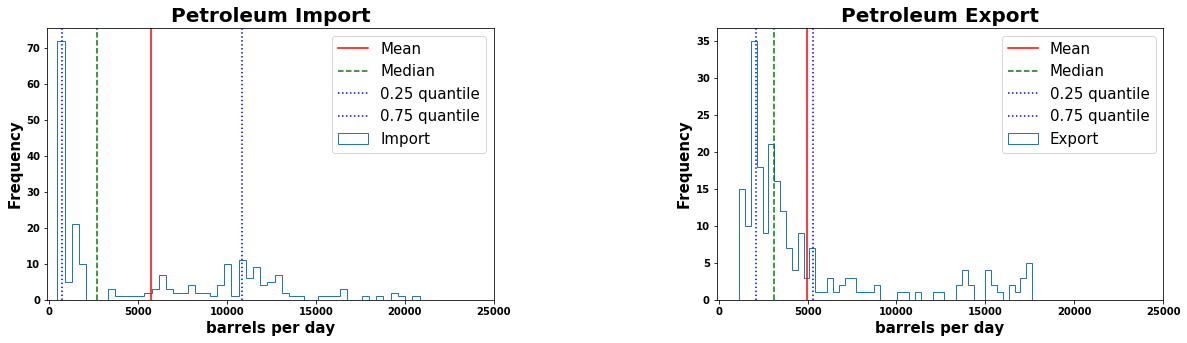 Petroleum Import
Frequency
70
60
50
40
30
20
10
0
0 5000 10000 15000 20000 25000
barrels per day
Mean
Median
0.25 quantile
0.75 quantile
Import
Petroleum Export
Frequency
35
30
25
20
15
10
5
0
0 5000 10000 15000 20000 25000
barrels per day
Mean
Median
0.25 quantile
0.75 quantile
Export